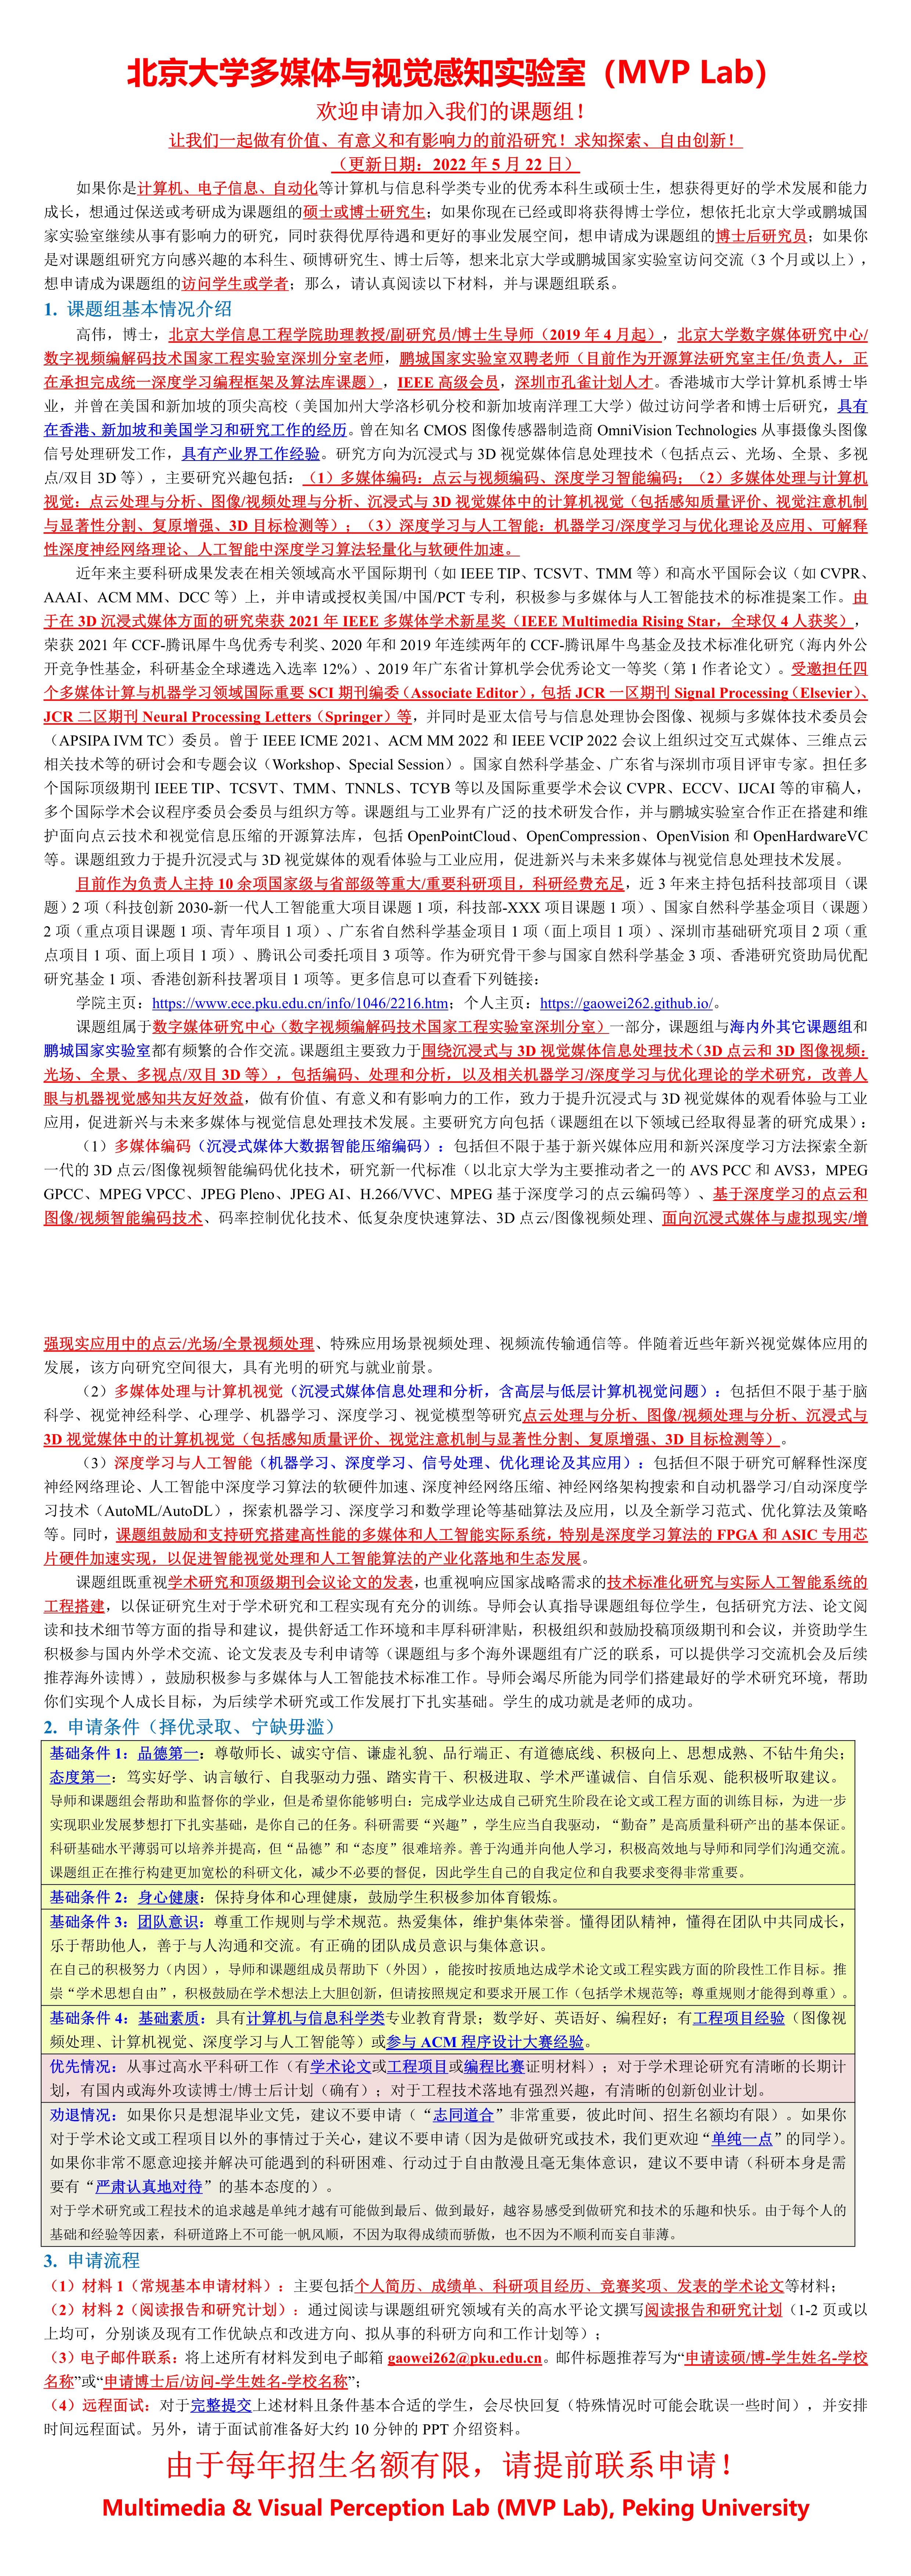 北京大学多媒体与视觉感知实验室（MVP Lab）
欢迎申请加入我们的课题组！
让我们一起做有价值、有意义和有影响力的前沿研究！求知探索、自由创新！
（更新日期：2022 年 5 月 22 日）
如果你是计算机、电子信息、自动化等计算机与信息科学类专业的优秀本科生或硕士生，想获得更好的学术发展和能力
成长，想通过保送或考研成为课题组的硕士或博士研究生；如果你现在已经或即将获得博士学位，想依托北京大学或鹏城国
家实验室继续从事有影响力的研究，同时获得优厚待遇和更好的事业发展空间，想申请成为课题组的博士后研究员；如果你
是对课题组研究方向感兴趣的本科生、硕博研究生、博士后等，想来北京大学或鹏城国家实验室访问交流（3 个月或以上），
想申请成为课题组的访问学生或学者；那么，请认真阅读以下材料，并与课题组联系。
1. 课题组基本情况介绍
高伟，博士，北京大学信息工程学院助理教授/副研究员/博士生导师（2019 年 4 月起），北京大学数字媒体研究中心/
数字视频编解码技术国家工程实验室深圳分室老师，鹏城国家实验室双聘老师（目前作为开源算法研究室主任/负责人，正
在承担完成统一深度学习编程框架及算法库课题），IEEE 高级会员，深圳市孔雀计划人才。香港城市大学计算机系博士毕
业，并曾在美国和新加坡的顶尖高校（美国加州大学洛杉矶分校和新加坡南洋理工大学）做过访问学者和博士后研究，具有
在香港、新加坡和美国学习和研究工作的经历。曾在知名 CMOS 图像传感器制造商 OmniVision Technologies 从事摄像头图像
信号处理研发工作，具有产业界工作经验。研究方向为沉浸式与 3D 视觉媒体信息处理技术（包括点云、光场、全景、多视
点/双目 3D 等），主要研究兴趣包括：（1）多媒体编码：点云与视频编码、深度学习智能编码；（2）多媒体处理与计算机
视觉：点云处理与分析、图像/视频处理与分析、沉浸式与 3D 视觉媒体中的计算机视觉（包括感知质量评价、视觉注意机制
与显著性分割、复原增强、3D 目标检测等）；（3）深度学习与人工智能：机器学习/深度学习与优化理论及应用、可解释
性深度神经网络理论、人工智能中深度学习算法轻量化与软硬件加速。
近年来主要科研成果发表在相关领域高水平国际期刊（如 IEEE TIP、TCSVT、TMM 等）和高水平国际会议（如 CVPR、
AAAI、ACM MM、DCC 等）上，并申请或授权美国/中国/PCT 专利，积极参与多媒体与人工智能技术的标准提案工作。由
于在 3D 沉浸式媒体方面的研究荣获 2021 年 IEEE 多媒体学术新星奖（IEEE Multimedia Rising Star，全球仅 4 人获奖），
荣获 2021 年 CCF-腾讯犀牛鸟优秀专利奖、2020 年和 2019 年连续两年的 CCF-腾讯犀牛鸟基金及技术标准化研究（海内外公
开竞争性基金，科研基金全球遴选入选率 12%）、2019 年广东省计算机学会优秀论文一等奖（第 1 作者论文）。受邀担任四
个多媒体计算与机器学习领域国际重要 SCI 期刊编委（Associate Editor），包括 JCR 一区期刊 Signal Processing（Elsevier）、
JCR 二区期刊 Neural Processing Letters（Springer）等，并同时是亚太信号与信息处理协会图像、视频与多媒体技术委员会
（APSIPA IVM TC）委员。曾于 IEEE ICME 2021、ACM MM 2022 和 IEEE VCIP 2022 会议上组织过交互式媒体、三维点云
相关技术等的研讨会和专题会议（Workshop、Special Session）。国家自然科学基金、广东省与深圳市项目评审专家。担任多
个国际顶级期刊 IEEE TIP、TCSVT、TMM、TNNLS、TCYB 等以及国际重要学术会议 CVPR、ECCV、IJCAI 等的审稿人，
多个国际学术会议程序委员会委员与组织方等。课题组与工业界有广泛的技术研发合作，并与鹏城实验室合作正在搭建和维
护面向点云技术和视觉信息压缩的开源算法库，包括 OpenPointCloud、OpenCompression、OpenVision 和 OpenHardwareVC
等。课题组致力于提升沉浸式与 3D 视觉媒体的观看体验与工业应用，促进新兴与未来多媒体与视觉信息处理技术发展。
目前作为负责人主持 10 余项国家级与省部级等重大/重要科研项目，科研经费充足，近 3 年来主持包括科技部项目（课
题）2 项（科技创新 2030-新一代人工智能重大项目课题 1 项，科技部-XXX 项目课题 1 项）、国家自然科学基金项目（课题）
2 项（重点项目课题 1 项、青年项目 1 项）、广东省自然科学基金项目 1 项（面上项目 1 项）、深圳市基础研究项目 2 项（重
点项目 1 项、面上项目 1 项）、腾讯公司委托项目 3 项等。作为研究骨干参与国家自然科学基金 3 项、香港研究资助局优配
研究基金 1 项、香港创新科技署项目 1 项等。更多信息可以查看下列链接：
学院主页：https://www.ece.pku.edu.cn/info/1046/2216.htm；个人主页：https://gaowei262.github.io/。
课题组属于数字媒体研究中心（数字视频编解码技术国家工程实验室深圳分室）一部分，课题组与海内外其它课题组和
鹏城国家实验室都有频繁的合作交流。课题组主要致力于围绕沉浸式与 3D 视觉媒体信息处理技术（3D 点云和 3D 图像视频：
光场、全景、多视点/双目 3D 等），包括编码、处理和分析，以及相关机器学习/深度学习与优化理论的学术研究，改善人
眼与机器视觉感知共友好效益，做有价值、有意义和有影响力的工作，致力于提升沉浸式与 3D 视觉媒体的观看体验与工业
应用，促进新兴与未来多媒体与视觉信息处理技术发展。主要研究方向包括（课题组在以下领域已经取得显著的研究成果）：
（1）多媒体编码（沉浸式媒体大数据智能压缩编码）：包括但不限于基于新兴媒体应用和新兴深度学习方法探索全新
一代的 3D 点云/图像视频智能编码优化技术，研究新一代标准（以北京大学为主要推动者之一的 AVS PCC 和 AVS3，MPEG
GPCC、MPEG VPCC、JPEG Pleno、JPEG AI、H.266/VVC、MPEG 基于深度学习的点云编码等）、基于深度学习的点云和
图像/视频智能编码技术、码率控制优化技术、低复杂度快速算法、3D 点云/图像视频处理、面向沉浸式媒体与虚拟现实/增
强现实应用中的点云/光场/全景视频处理、特殊应用场景视频处理、视频流传输通信等。伴随着近些年新兴视觉媒体应用的
发展，该方向研究空间很大，具有光明的研究与就业前景。
（2）多媒体处理与计算机视觉（沉浸式媒体信息处理和分析，含高层与低层计算机视觉问题）：包括但不限于基于脑
科学、视觉神经科学、心理学、机器学习、深度学习、视觉模型等研究点云处理与分析、图像/视频处理与分析、沉浸式与
3D 视觉媒体中的计算机视觉（包括感知质量评价、视觉注意机制与显著性分割、复原增强、3D 目标检测等）。
（3）深度学习与人工智能（机器学习、深度学习、信号处理、优化理论及其应用）：包括但不限于研究可解释性深度
神经网络理论、人工智能中深度学习算法的软硬件加速、深度神经网络压缩、神经网络架构搜索和自动机器学习/自动深度学
习技术（AutoML/AutoDL），探索机器学习、深度学习和数学理论等基础算法及应用，以及全新学习范式、优化算法及策略
等。同时，课题组鼓励和支持研究搭建高性能的多媒体和人工智能实际系统，特别是深度学习算法的 FPGA 和 ASIC 专用芯
片硬件加速实现，以促进智能视觉处理和人工智能算法的产业化落地和生态发展。
课题组既重视学术研究和顶级期刊会议论文的发表，也重视响应国家战略需求的技术标准化研究与实际人工智能系统的
工程搭建，以保证研究生对于学术研究和工程实现有充分的训练。导师会认真指导课题组每位学生，包括研究方法、论文阅
读和技术细节等方面的指导和建议，提供舒适工作环境和丰厚科研津贴，积极组织和鼓励投稿顶级期刊和会议，并资助学生
积极参与国内外学术交流、论文发表及专利申请等（课题组与多个海外课题组有广泛的联系，可以提供学习交流机会及后续
推荐海外读博），鼓励积极参与多媒体与人工智能技术标准工作。导师会竭尽所能为同学们搭建最好的学术研究环境，帮助
你们实现个人成长目标，为后续学术研究或工作发展打下扎实基础。学生的成功就是老师的成功。
2. 申请条件（择优录取、宁缺毋滥）
基础条件 1：品德第一：尊敬师长、诚实守信、谦虚礼貌、品行端正、有道德底线、积极向上、思想成熟、不钻牛角尖；
态度第一：笃实好学、讷言敏行、自我驱动力强、踏实肯干、积极进取、学术严谨诚信、自信乐观、能积极听取建议。
导师和课题组会帮助和监督你的学业，但是希望你能够明白：完成学业达成自己研究生阶段在论文或工程方面的训练目标，为进一步
实现职业发展梦想打下扎实基础，是你自己的任务。科研需要“兴趣”，学生应当自我驱动，“勤奋”是高质量科研产出的基本保证。
科研基础水平薄弱可以培养并提高，但“品德”和“态度”很难培养。善于沟通并向他人学习，积极高效地与导师和同学们沟通交流。
课题组正在推行构建更加宽松的科研文化，减少不必要的督促，因此学生自己的自我定位和自我要求变得非常重要。
基础条件 2：身心健康：保持身体和心理健康，鼓励学生积极参加体育锻炼。
基础条件 3：团队意识：尊重工作规则与学术规范。热爱集体，维护集体荣誉。懂得团队精神，懂得在团队中共同成长，
乐于帮助他人，善于与人沟通和交流。有正确的团队成员意识与集体意识。
在自己的积极努力（内因），导师和课题组成员帮助下（外因），能按时按质地达成学术论文或工程实践方面的阶段性工作目标。推
崇“学术思想自由”，积极鼓励在学术想法上大胆创新，但请按照规定和要求开展工作（包括学术规范等；尊重规则才能得到尊重）。
基础条件 4：基础素质：具有计算机与信息科学类专业教育背景；数学好、英语好、编程好；有工程项目经验（图像视
频处理、计算机视觉、深度学习与人工智能等）或参与 ACM 程序设计大赛经验。
优先情况：从事过高水平科研工作（有学术论文或工程项目或编程比赛证明材料）；对于学术理论研究有清晰的长期计
划，有国内或海外攻读博士/博士后计划（确有）；对于工程技术落地有强烈兴趣，有清晰的创新创业计划。
劝退情况：如果你只是想混毕业文凭，建议不要申请（“志同道合”非常重要，彼此时间、招生名额均有限）。如果你
对于学术论文或工程项目以外的事情过于关心，建议不要申请（因为是做研究或技术，我们更欢迎“单纯一点”的同学）。
如果你非常不愿意迎接并解决可能遇到的科研困难、行动过于自由散漫且毫无集体意识，建议不要申请（科研本身是需
要有“严肃认真地对待”的基本态度的）。
对于学术研究或工程技术的追求越是单纯才越有可能做到最后、做到最好，越容易感受到做研究和技术的乐趣和快乐。由于每个人的
基础和经验等因素，科研道路上不可能一帆风顺，不因为取得成绩而骄傲，也不因为不顺利而妄自菲薄。
3. 申请流程
（1）材料 1（常规基本申请材料）：主要包括个人简历、成绩单、科研项目经历、竞赛奖项、发表的学术论文等材料；
（2）材料 2（阅读报告和研究计划）：通过阅读与课题组研究领域有关的高水平论文撰写阅读报告和研究计划（1-2 页或以
上均可，分别谈及现有工作优缺点和改进方向、拟从事的科研方向和工作计划等）；
（3）电子邮件联系：将上述所有材料发到电子邮箱 gaowei262@pku.edu.cn。邮件标题推荐写为“申请读硕/博-学生姓名-学校
名称”或“申请博士后/访问-学生姓名-学校名称”；
（4）远程面试：对于完整提交上述材料且条件基本合适的学生，会尽快回复（特殊情况时可能会耽误一些时间），并安排
时间远程面试。另外，请于面试前准备好大约 10 分钟的 PPT 介绍资料。
由于每年招生名额有限，请提前联系申请！
Multimedia & Visual Perception Lab (MVP Lab), Peking University